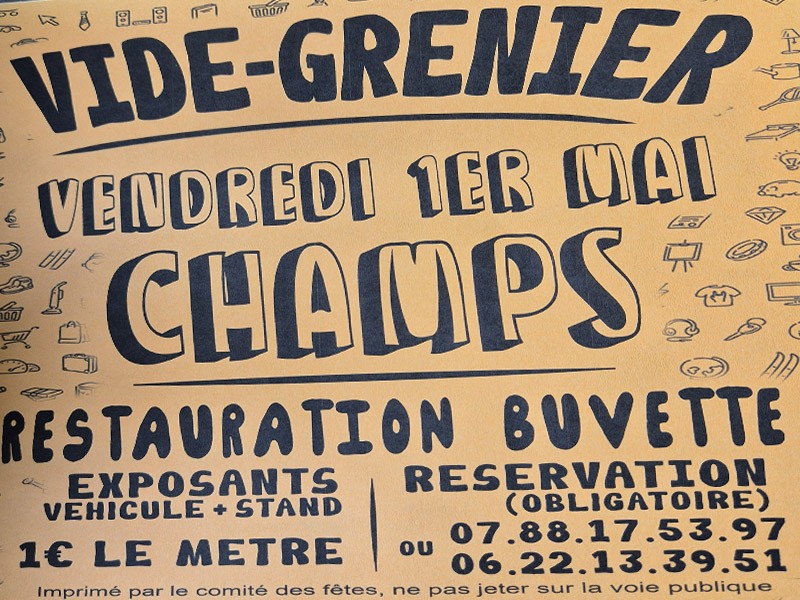 VIDE-GRENIER
VENDREDI 1ER MAI
CHAMPS
RESTAURATION BUVETTE
EXPOSANTS
VEHICULE + STAND
1€ LE METRE
RESERVATION
(OBLIGATOIRE)
07.88.17.53.97
OU 06.22.13.39.51
Imprimé par le comité des fêtes, ne pas jeter sur la voie publique